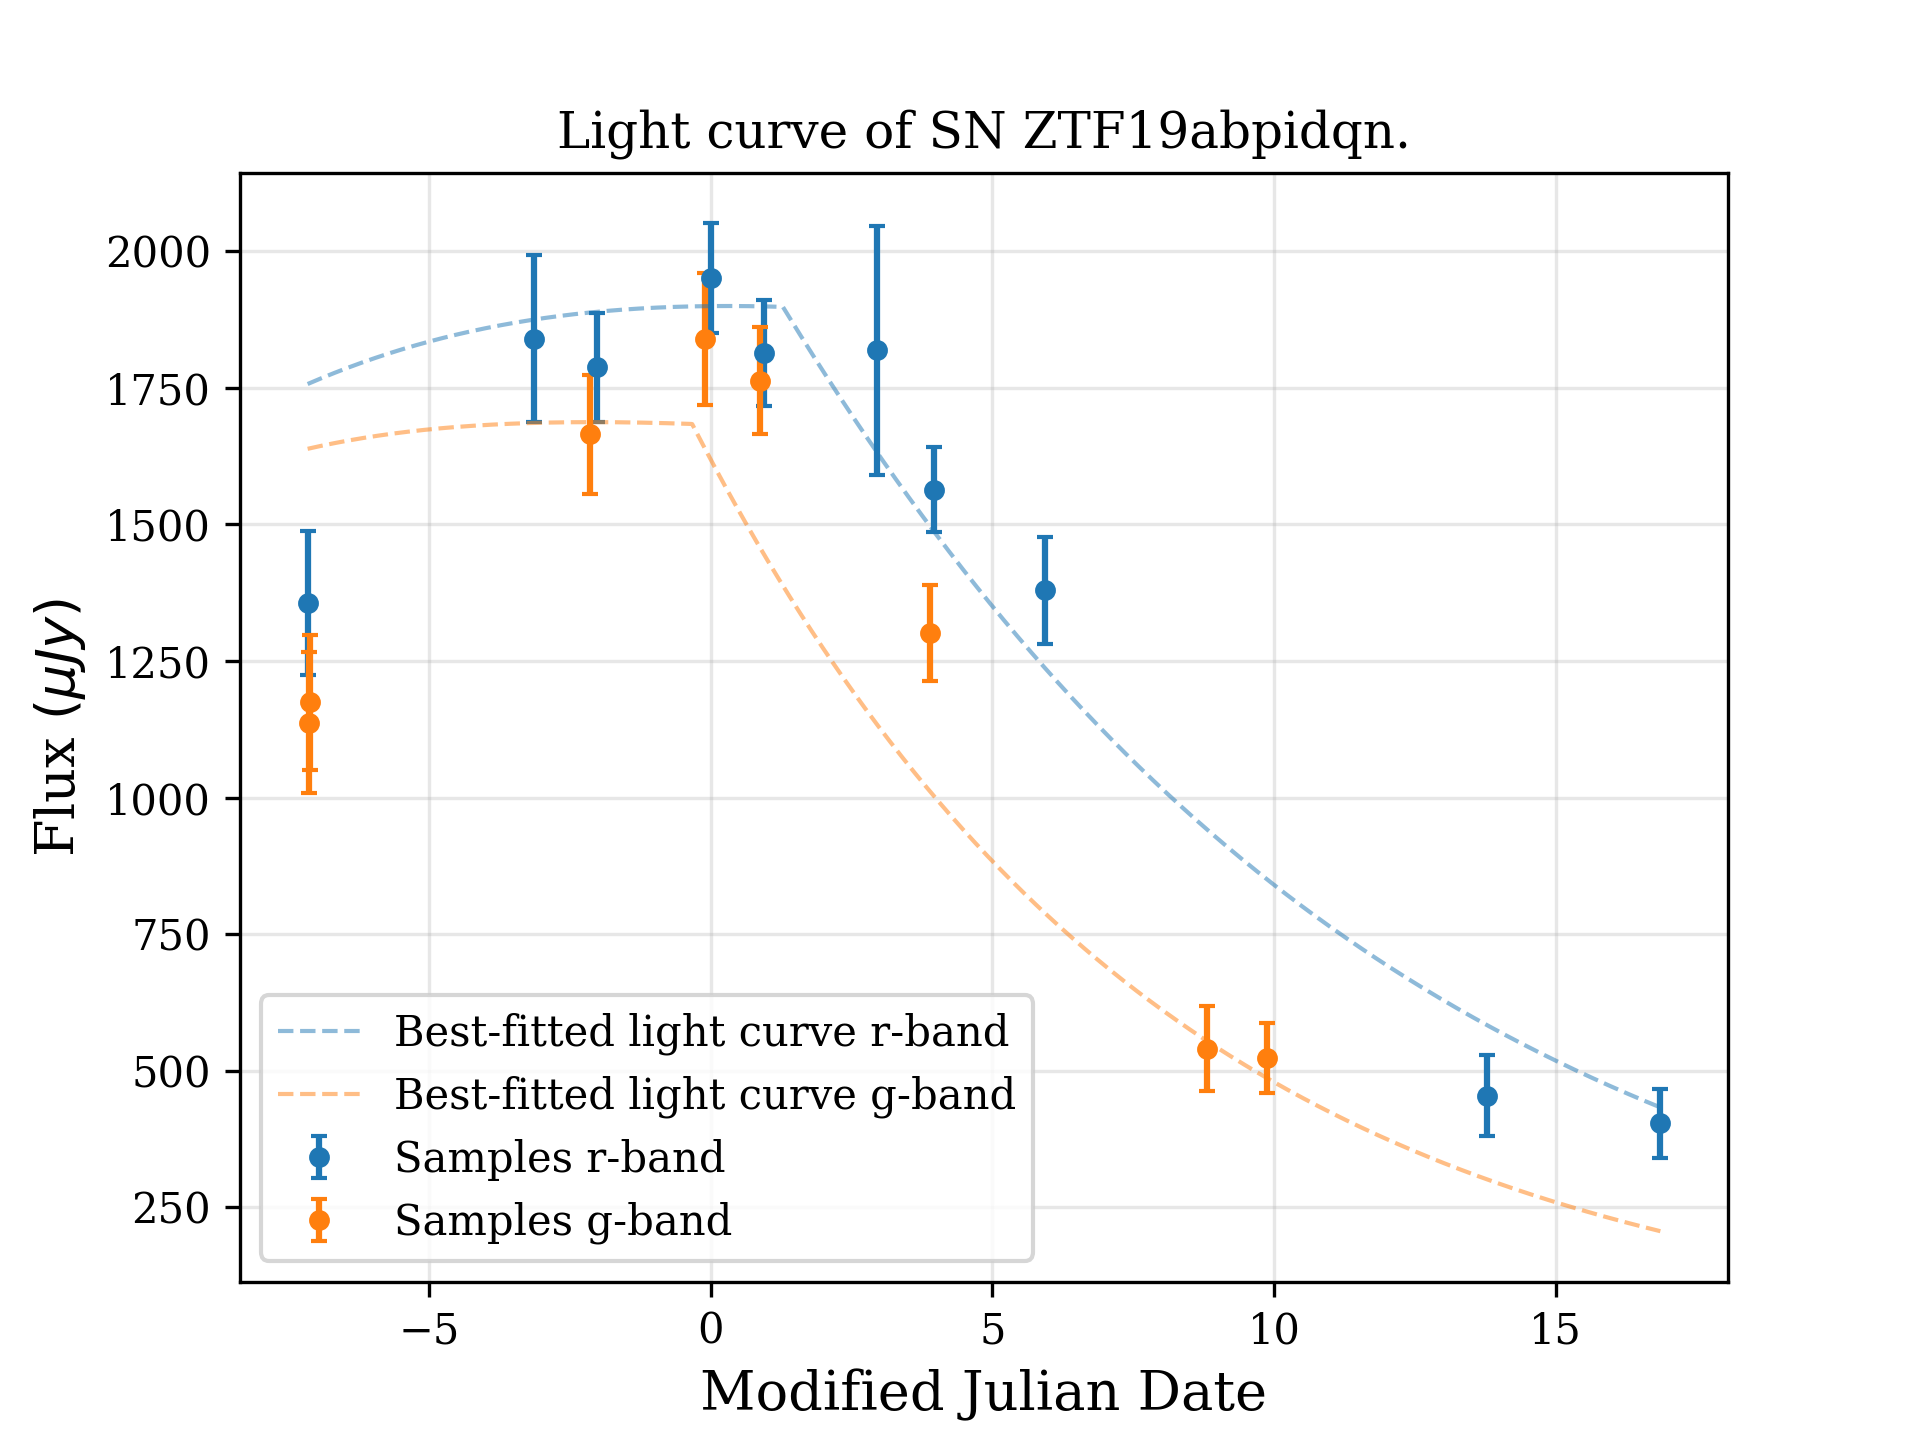 Light curve of SN ZTF19abpidqn.
2000
1750
1500
1250
1000
750
500
250
Flux (μJy)
Best-fitted light curve r-band
Best-fitted light curve g-band
Samples r-band
Samples g-band
−5
0
5
10
15
Modified Julian Date